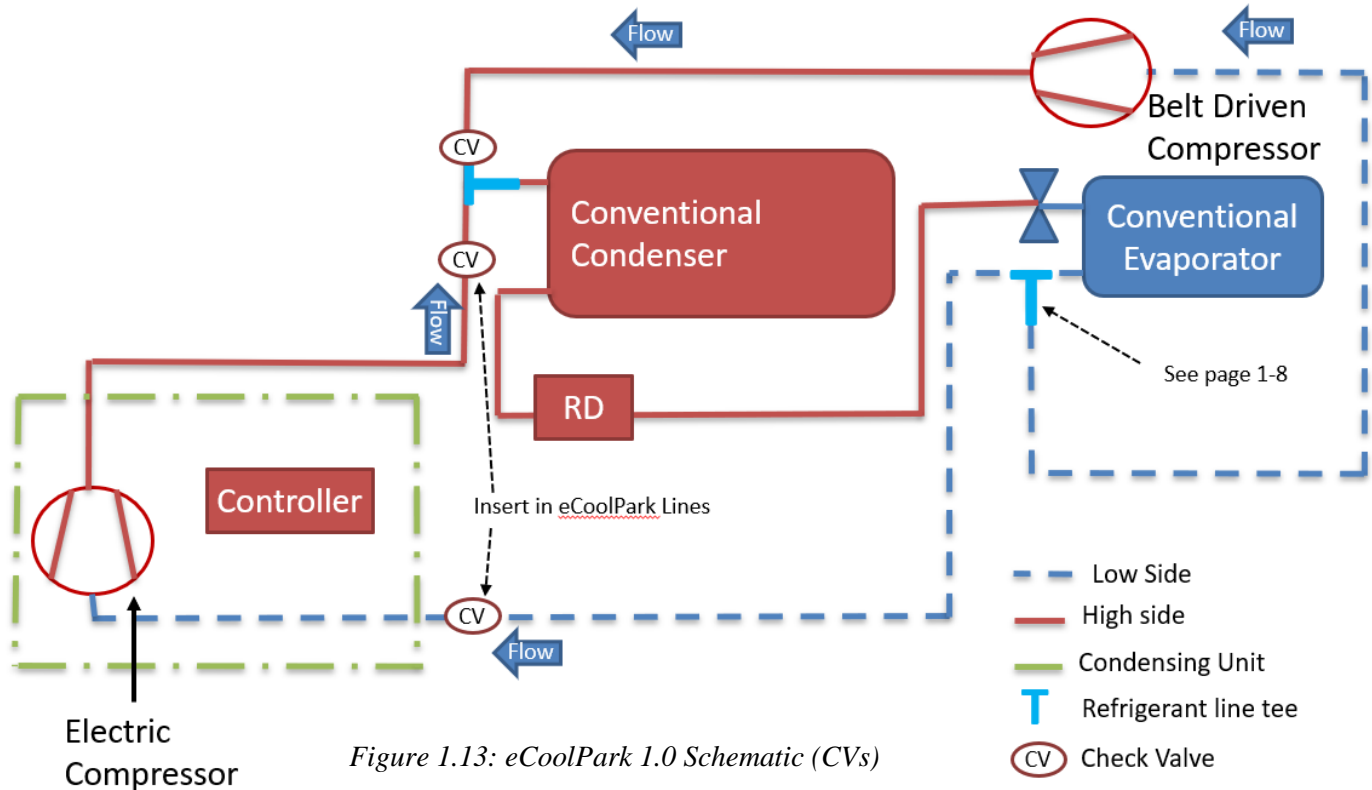 Flow
Flow
Belt Driven
Compressor
CV
Conventional
Condenser
Conventional
Evaporator
CV
Flow
See page 1-8
RD
Controller
Insert in eCoolPark Lines
Low Side
CV
High side
Flow
Condensing Unit
Refrigerant line tee
Electric
Compressor
Figure 1.13: eCoolPark 1.0 Schematic (CVs)
CV Check Valve